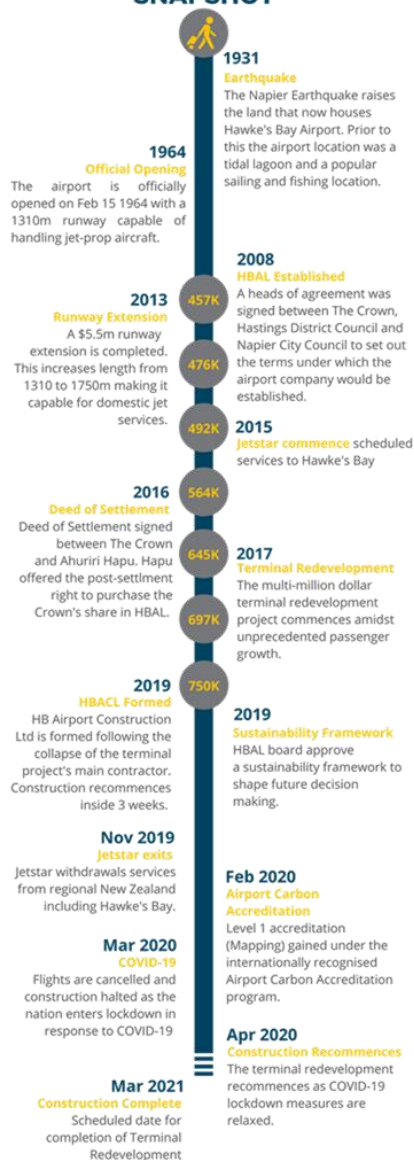 SNAPSHOT
1931
Earthquake
The Napier Earthquake raises
the land that now houses
Hawke's Bay Airport. Prior to
this the airport location was a
tidal lagoon and a popular
sailing and fishing location.
1964
Official Opening
The airport is officially
opened on Feb 15 1964 with a
1310m runway capable of
handling jet-prop aircraft.
2008
HBAL Established
A heads of agreement was
signed between The Crown,
Hastings District Council and
Napier City Council to set out
the terms under which the
airport company would be
established.
457K
2013
Runway Extension
A $5.5m runway
extension is completed.
This increases length from
1310 to 1750m making it
capable for domestic jet
services.
476K
492K
2015
Jetstar commence scheduled
services to Hawke's Bay
564K
2016
Deed of Settlement
Deed of Settlement signed
between The Crown
and Ahuriri Hapu. Hapu
offered the post-settlment
right to purchase the
Crown's share in HBAL.
645K
2017
Terminal Redevelopment
The multi-million dollar
terminal redevelopment
project commences amidst
unprecedented passenger
growth.
697K
750K
2019
HBACL Formed
HB Airport Construction
Ltd is formed following the
collapse of the terminal
project's main contractor.
Construction recommences
inside 3 weeks.
2019
Sustainability Framework
HBAL board approve
a sustainability framework to
shape future decision
making.
Nov 2019
Jetstar exits
Jetstar withdrawals services
from regional New Zealand
including Hawke's Bay.
Feb 2020
Airport Carbon
Accreditation
Level 1 accreditation
(Mapping) gained under the
internationally recognised
Airport Carbon Accreditation
program.
Mar 2020
COVID-19
Flights are cancelled and
construction halted as the
nation enters lockdown in
response to COVID-19
Apr 2020
Construction Recommences
The terminal redevelopment
recommences as COVID-19
lockdown measures are
relaxed.
Mar 2021
Construction Complete
Scheduled date for
completion of Terminal
Redevelopment